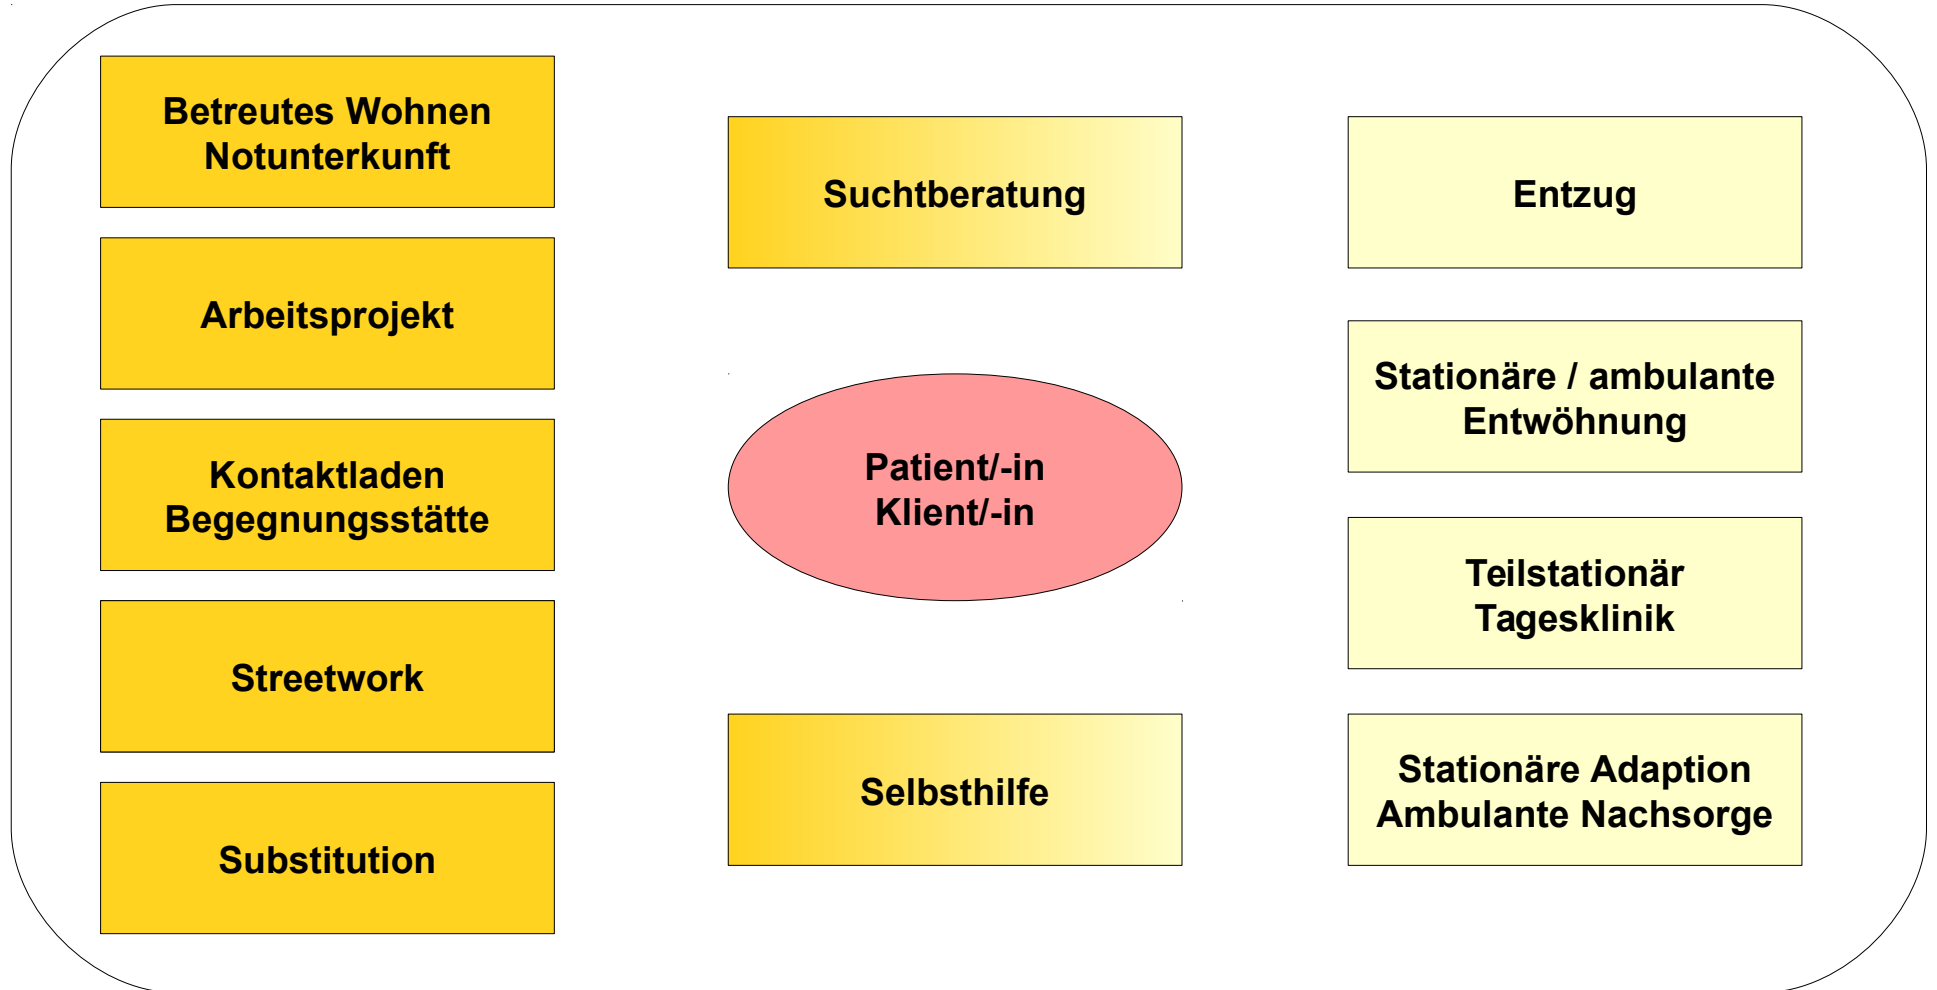 Betreutes Wohnen
Notunterkunft
Arbeitsprojekt
Kontaktladen
Begegnungsstätte
Streetwork
Substitution
Suchtberatung
Patient/-in
Klient/-in
Selbsthilfe
Entzug
Stationäre / ambulante
Entwöhnung
Teilstationär
Tagesklinik
Stationäre Adaption
Ambulante Nachsorge